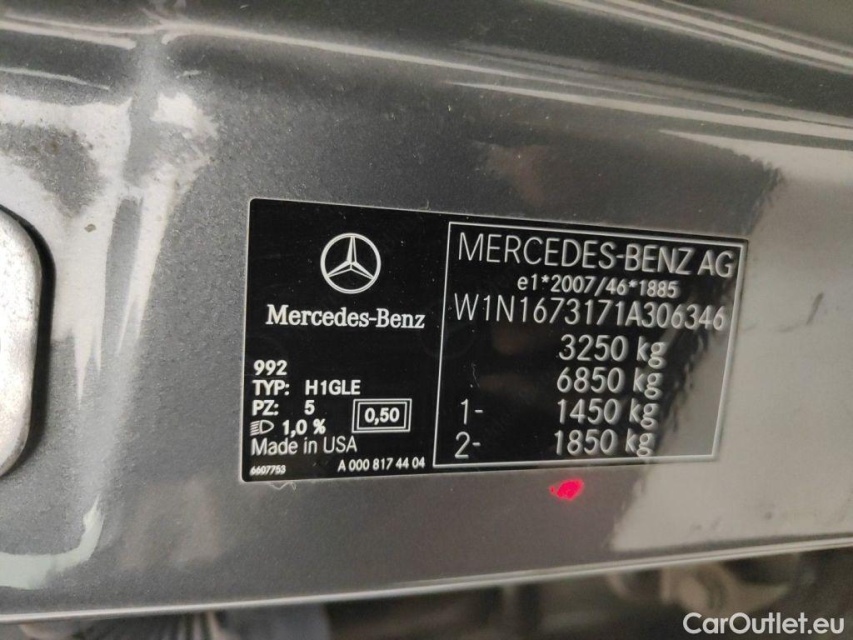 Mercedes-Benz
992
TYP: H1GLE
PZ: 5
1,0 %
0,50
Made in USA
6607753
A 000 817 44 04
MERCEDES-BENZ AG
e1*2007/46*1885
W1N1673171A306346
3250 kg
6850 kg
1- 1450 kg
2- 1850 kg
CarOutlet.eu